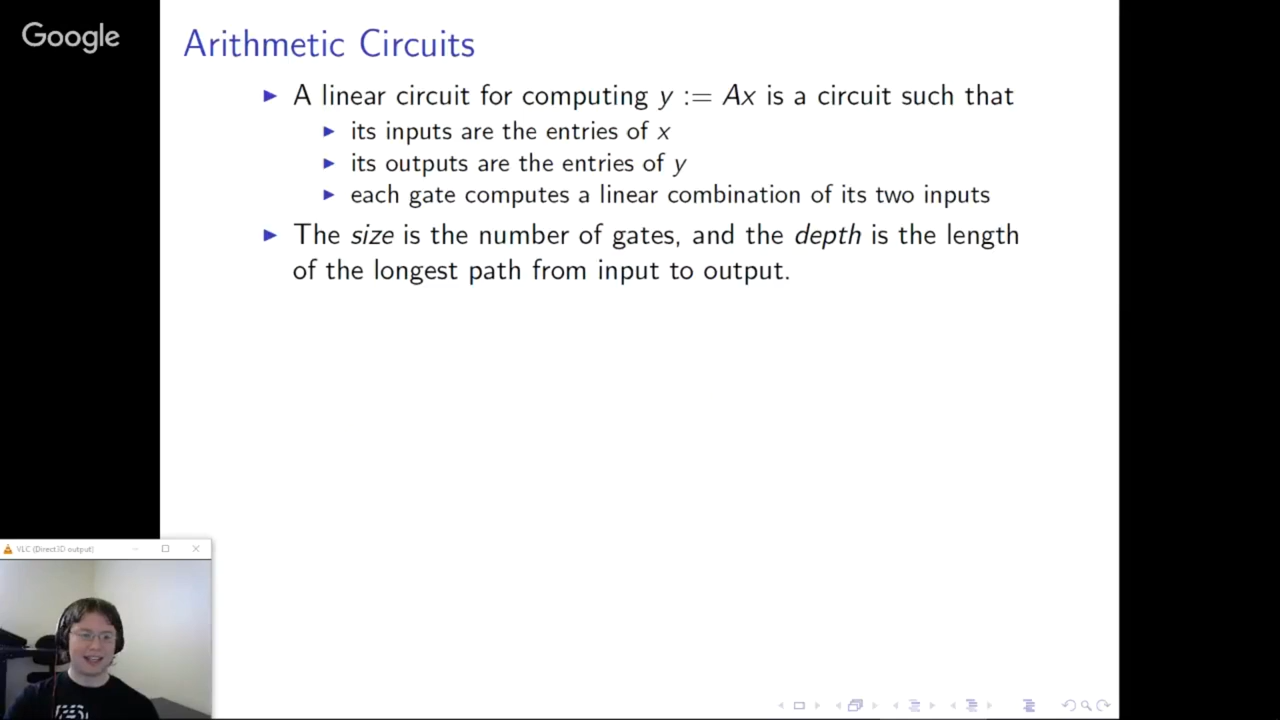 Google
Arithmetic Circuits
▶ A linear circuit for computing y := Ax is a circuit such that
▶ its inputs are the entries of x
▶ its outputs are the entries of y
▶ each gate computes a linear combination of its two inputs
▶ The size is the number of gates, and the depth is the length
of the longest path from input to output.
VLC (Direct3D output)